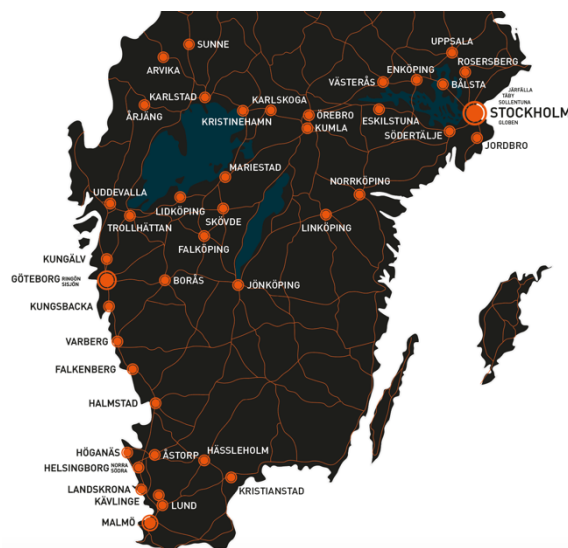 SUNNE
UPPSALA
ARVIKA
ROSERSBERG
VÄSTERÅS
ENKÖPING
BÅLSTA
KARLSTAD
KARLSKOGA
JÄRFÄLLA
TÄBY
SOLLENTUNA
STOCKHOLM
GLOBEN
ÅRJÄNG
KRISTINEHAMN
ÖREBRO
KUMLA
ESKILSTUNA
SÖDERTÄLJE
JORDBRO
MARIESTAD
NORRKÖPING
UDDEVALLA
LIDKÖPING
SKÖVDE
TROLLHÄTTAN
LINKÖPING
FALKÖPING
KUNGÄLV
GÖTEBORG RINGÖN
SISJÖN
BORÅS
JÖNKÖPING
KUNGSBACKA
VARBERG
FALKENBERG
HALMSTAD
HÖGANÄS
ÅSTORP
HÄSSLEHOLM
HELSINGBORG NORRA
SÖDRA
LANDSKRONA
KRISTIANSTAD
KÄVLINGE
LUND
MALMÖ